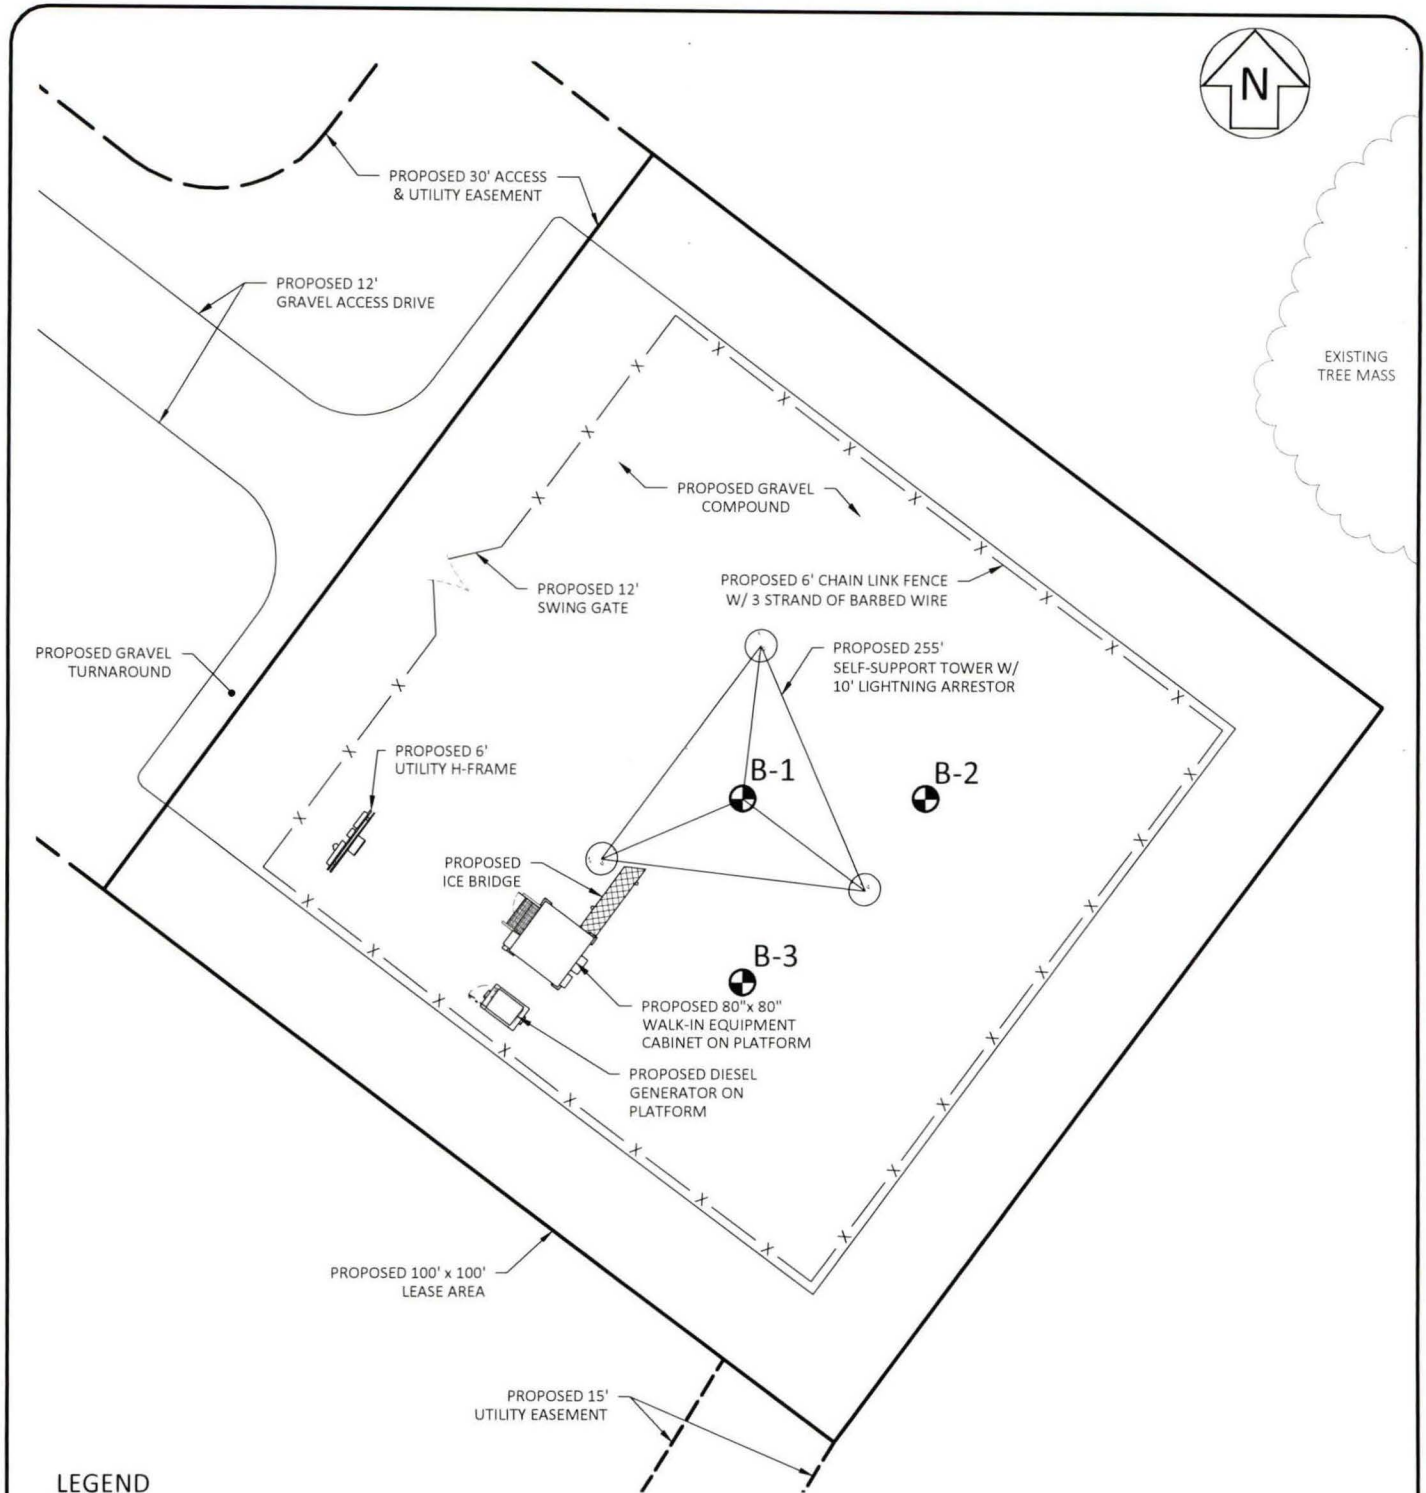 N
PROPOSED 30' ACCESS
& UTILITY EASEMENT
PROPOSED 12'
GRAVEL ACCESS DRIVE
EXISTING
TREE MASS
PROPOSED GRAVEL
COMPOUND
PROPOSED 12'
SWING GATE
PROPOSED 6' CHAIN LINK FENCE
W/ 3 STRAND OF BARBED WIRE
PROPOSED GRAVEL
TURNAROUND
PROPOSED 255'
SELF-SUPPORT TOWER W/
10' LIGHTNING ARRESTOR
PROPOSED 6'
UTILITY H-FRAME
B-1
B-2
PROPOSED
ICE BRIDGE
B-3
PROPOSED 80"x 80"
WALK-IN EQUIPMENT
CABINET ON PLATFORM
PROPOSED DIESEL
GENERATOR ON
PLATFORM
PROPOSED 100' x 100'
LEASE AREA
PROPOSED 15'
UTILITY EASEMENT
LEGEND